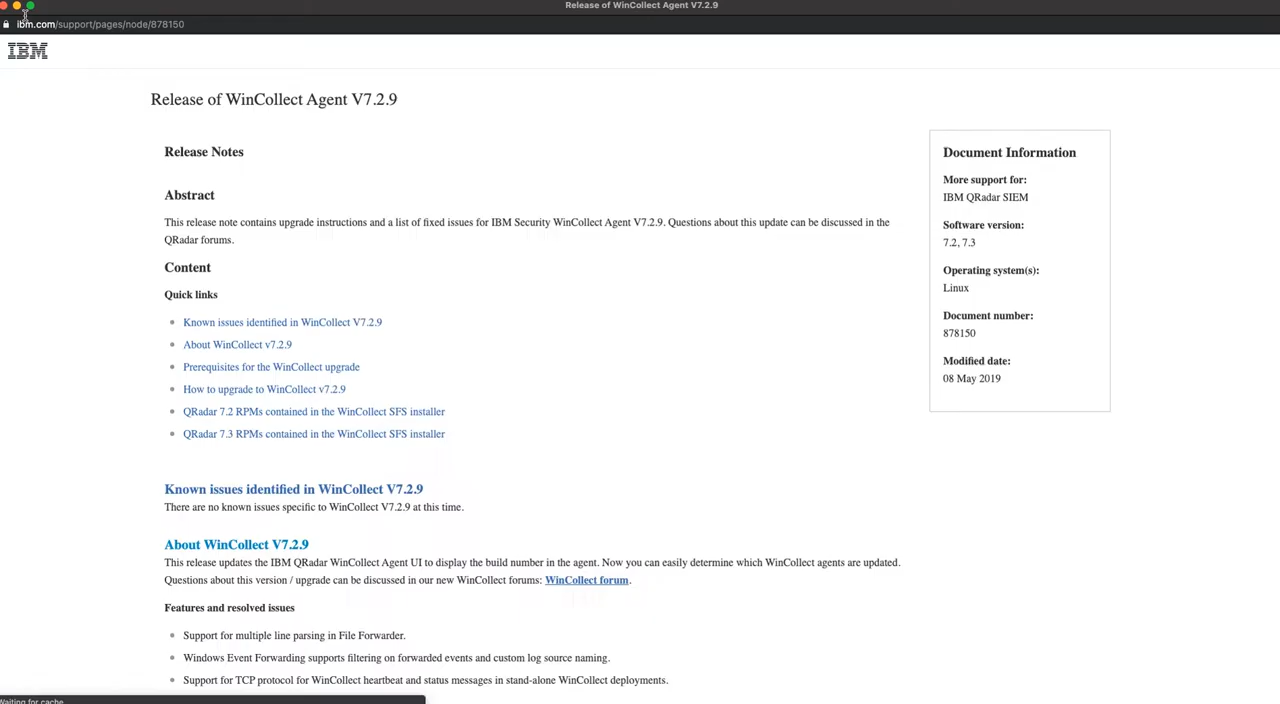 Release of WinCollect Agent V7.2.9
ibm.com/support/pages/node/878150
IBM
Release of WinCollect Agent V7.2.9
Release Notes
Abstract
This release note contains upgrade instructions and a list of fixed issues for IBM Security WinCollect Agent V7.2.9. Questions about this update can be discussed in the
QRadar forums.
Content
Quick links
Known issues identified in WinCollect V7.2.9
About WinCollect v7.2.9
Prerequisites for the WinCollect upgrade
How to upgrade to WinCollect v7.2.9
QRadar 7.2 RPMs contained in the WinCollect SFS installer
QRadar 7.3 RPMs contained in the WinCollect SFS installer
Known issues identified in WinCollect V7.2.9
There are no known issues specific to WinCollect V7.2.9 at this time.
About WinCollect V7.2.9
This release updates the IBM QRadar WinCollect Agent UI to display the build number in the agent. Now you can easily determine which WinCollect agents are updated.
Questions about this version / upgrade can be discussed in our new WinCollect forums: WinCollect forum.
Features and resolved issues
Support for multiple line parsing in File Forwarder.
Windows Event Forwarding supports filtering on forwarded events and custom log source naming.
Support for TCP protocol for WinCollect heartbeat and status messages in stand-alone WinCollect deployments.
Document Information
More support for:
IBM QRadar SIEM
Software version:
7.2, 7.3
Operating system(s):
Linux
Document number:
878150
Modified date:
08 May 2019
Waiting for cache